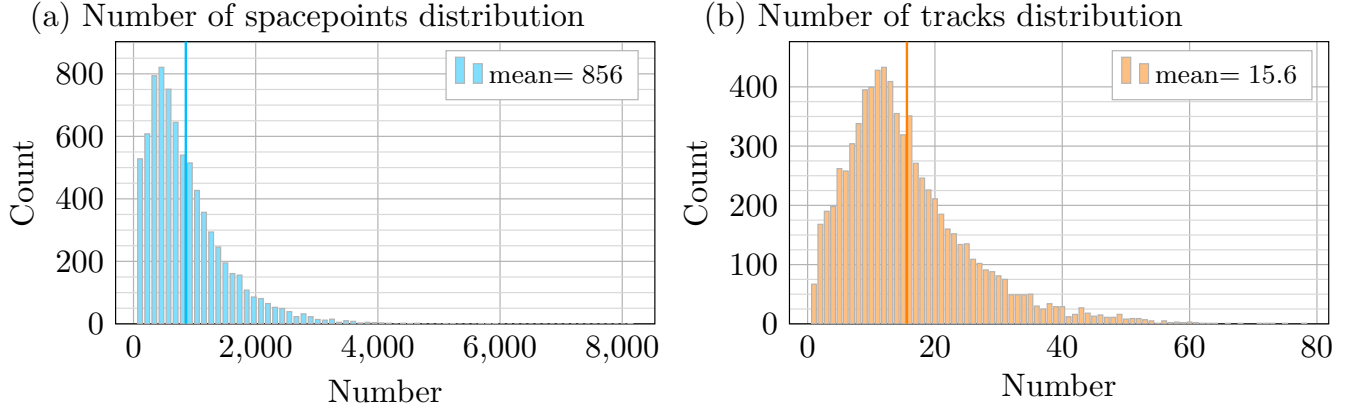 (a) Number of spacepoints distribution
800
600
400
200
0
Count
mean= 856
0 2,000 4,000 6,000 8,000
Number
(b) Number of tracks distribution
400
300
200
100
0
Count
mean= 15.6
0 20 40 60 80
Number